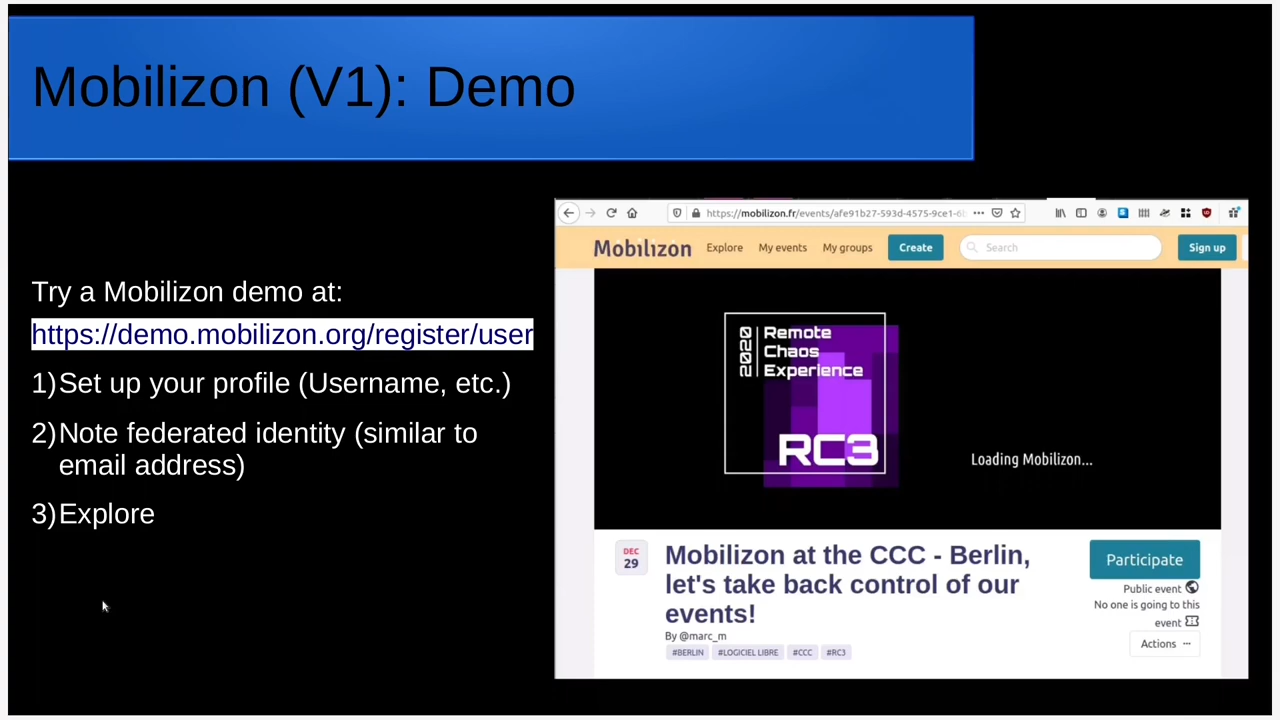 Mobilizon (V1): Demo
Try a Mobilizon demo at:
https://demo.mobilizon.org/register/user
1)Set up your profile (Username, etc.)
2)Note federated identity (similar to
email address)
3)Explore
https://mobilizon.fr/events/afe91b27-593d-4575-9ce1-6
Mobilizon Explore My events My groups Create Search Sign up
2020
Remote
Chaos
Experience
RC3
Loading Mobilizon...
DEC
29
Mobilizon at the CCC - Berlin,
let's take back control of our
events!
By @marc_m
#BERLIN #LOGICIEL LIBRE #CCC #RC3
Participate
Public event
No one is going to this
event
Actions ···